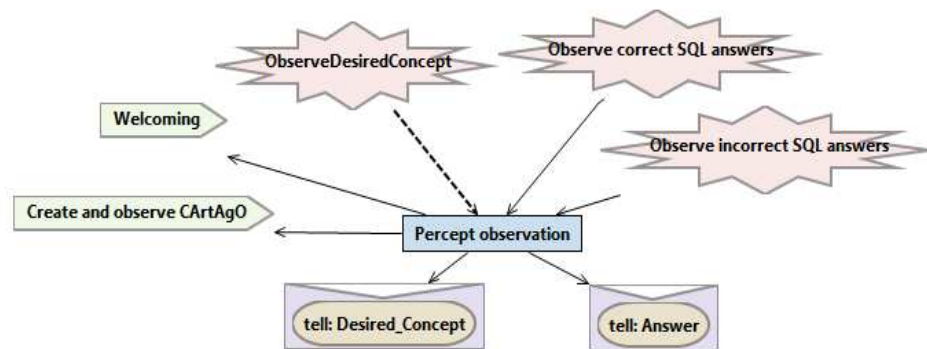 ObserveDesiredConcept
Observe correct SQL answers
Welcoming
Observe incorrect SQL answers
Create and observe CArtAgO
Percept observation
tell: Desired_Concept
tell: Answer